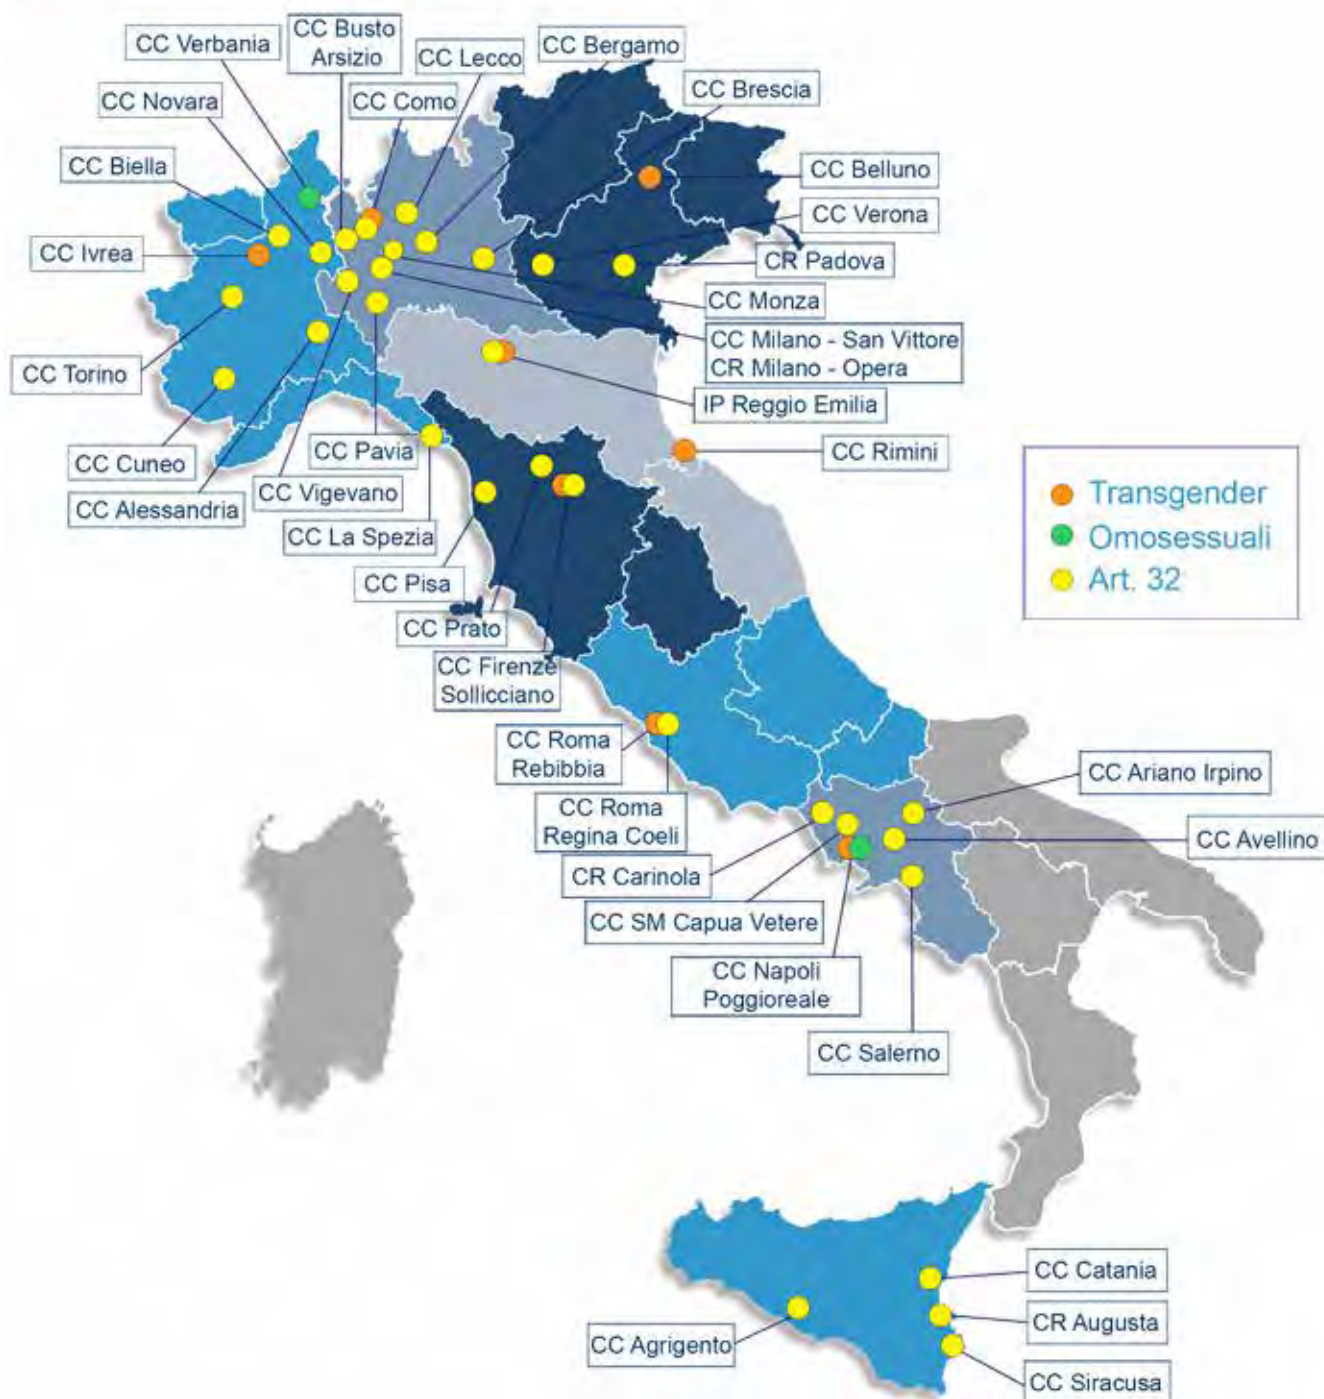 CC Verbania
CC Busto
Arsizio
CC Lecco
CC Bergamo
CC Novara
CC Como
CC Brescia
CC Biella
CC Belluno
CC Ivrea
CC Verona
CR Padova
CC Monza
CC Milano - San Vittore
CR Milano - Opera
CC Torino
IP Reggio Emilia
CC Rimini
CC Cuneo
CC Pavia
CC Vigevano
CC Alessandria
CC La Spezia
CC Pisa
CC Prato
CC Firenze
Sollicciano
Transgender
Omosessuali
Art. 32
CC Roma
Rebibbia
CC Roma
Regina Coeli
CC Ariano Irpino
CC Avellino
CR Carinola
CC SM Capua Vetere
CC Napoli
Poggioreale
CC Salerno
CC Catania
CR Augusta
CC Agrigento
CC Siracusa